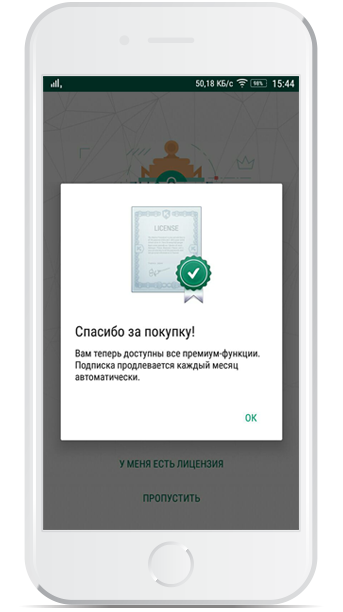 50,18 КБ/с 98% 15:44
LICENSE
Спасибо за покупку!
Вам теперь доступны все премиум-функции.
Подписка продлевается каждый месяц
автоматически.
ОК
У МЕНЯ ЕСТЬ ЛИЦЕНЗИЯ
ПРОПУСТИТЬ